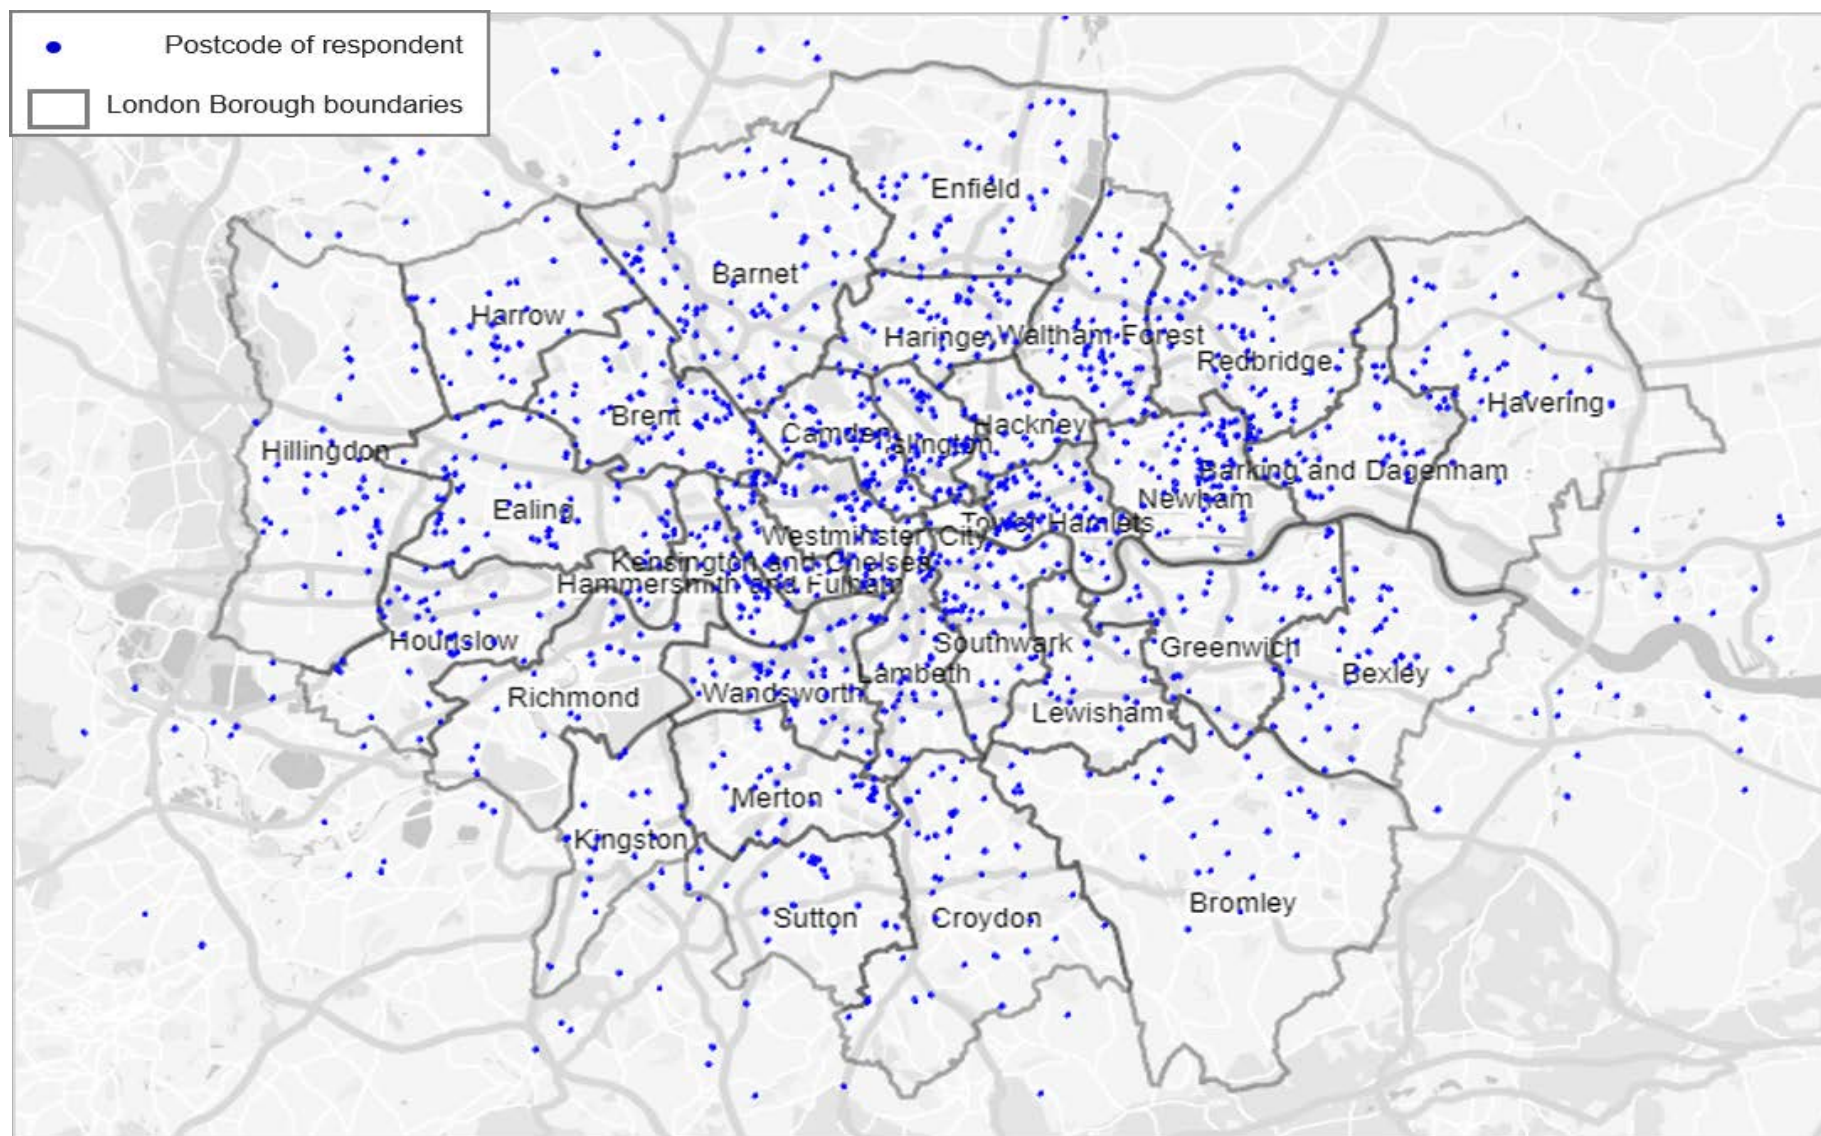 Postcode of respondent
London Borough boundaries
Enfield
Barnet
Harrow
Haringey
Waltham Forest
Redbridge
Havering
Brent
Camden
Islington
Hackney
Hillingdon
Barking and Dagenham
Newham
Ealing
Tower Hamlets
Westminster
City
Kensington and Chelsea
Hammersmith and Fulham
Hounslow
Southwark
Greenwich
Lambeth
Bexley
Richmond
Wandsworth
Lewisham
Merton
Kingston
Bromley
Sutton
Croydon